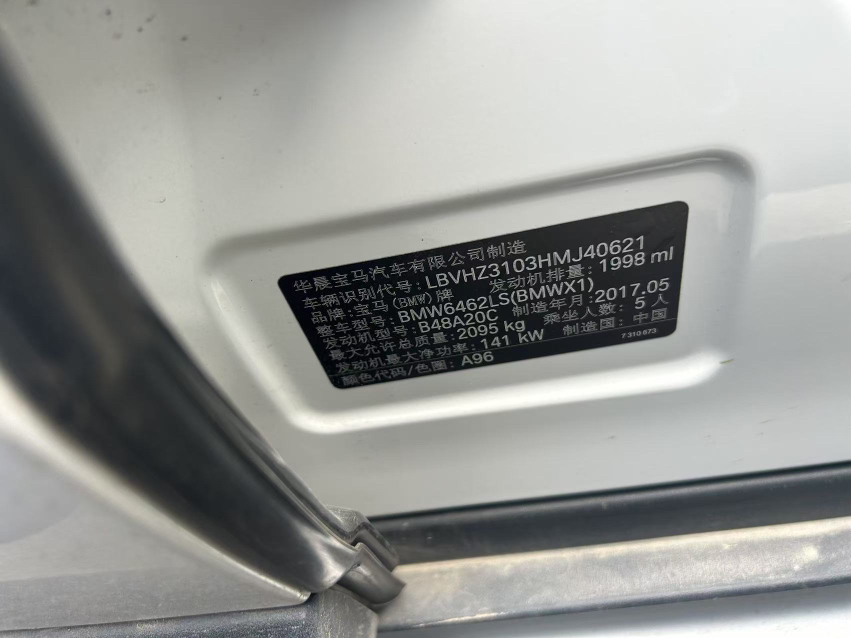 华晨宝马汽车有限公司制造
车辆识别代号: LBVHZ3103HMJ40621
品牌: 宝马(BMW)牌 发动机排量: 1998 ml
整车型号: BMW6462LS(BMWX1)
发动机型号: B48A20C 制造年月: 2017.05
最大允许总质量: 2095 kg 乘坐人数: 5 人
发动机最大净功率: 141 kW 制造国: 中国
颜色代码/色圈: A96 7 310 673